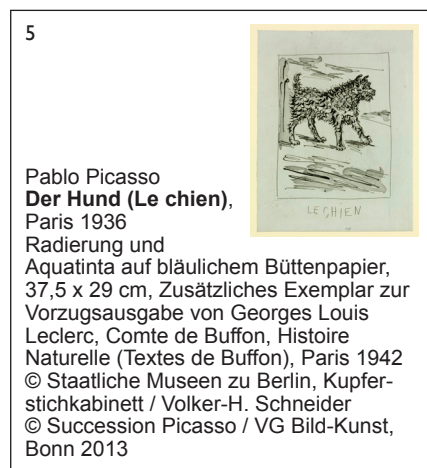 5
LE CHIEN
Pablo Picasso
Der Hund (Le chien),
Paris 1936
Radierung und
Aquatinta auf bläulichem Büttenpapier,
37,5 x 29 cm, Zusätzliches Exemplar zur
Vorzugsausgabe von Georges Louis
Leclerc, Comte de Buffon, Histoire
Naturelle (Textes de Buffon), Paris 1942
© Staatliche Museen zu Berlin, Kupfer-
stichkabinett / Volker-H. Schneider
© Succession Picasso / VG Bild-Kunst,
Bonn 2013